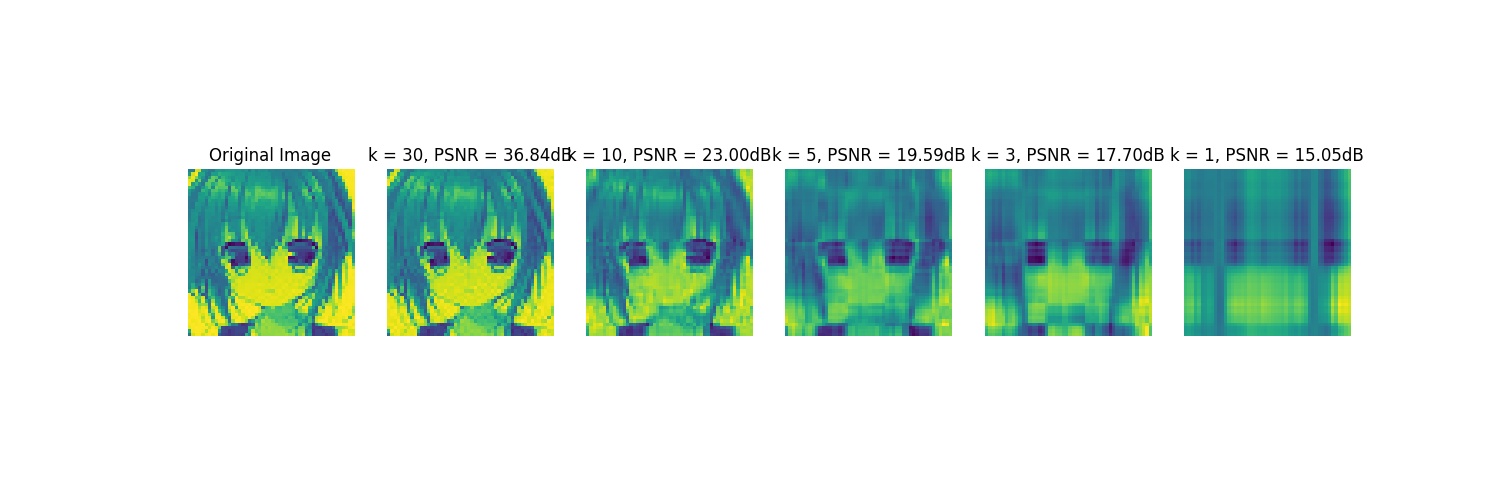 Original Image
k = 30, PSNR = 36.84dB
k = 10, PSNR = 23.00dB
k = 5, PSNR = 19.59dB
k = 3, PSNR = 17.70dB
k = 1, PSNR = 15.05dB